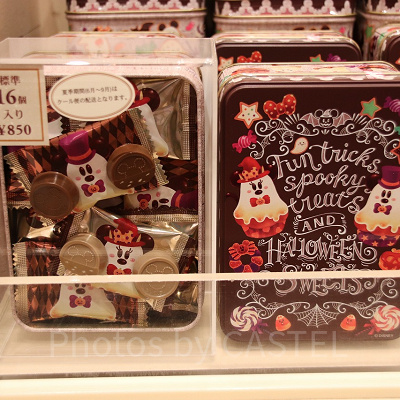 標準
16個
入り
¥850
夏季期間(6月～9月)は
クール便の配送となります。
Fun tricks,
spooky
treats
AND
HALLOWEEN
SWEETS
© DISNEY
Photos by CASTEL